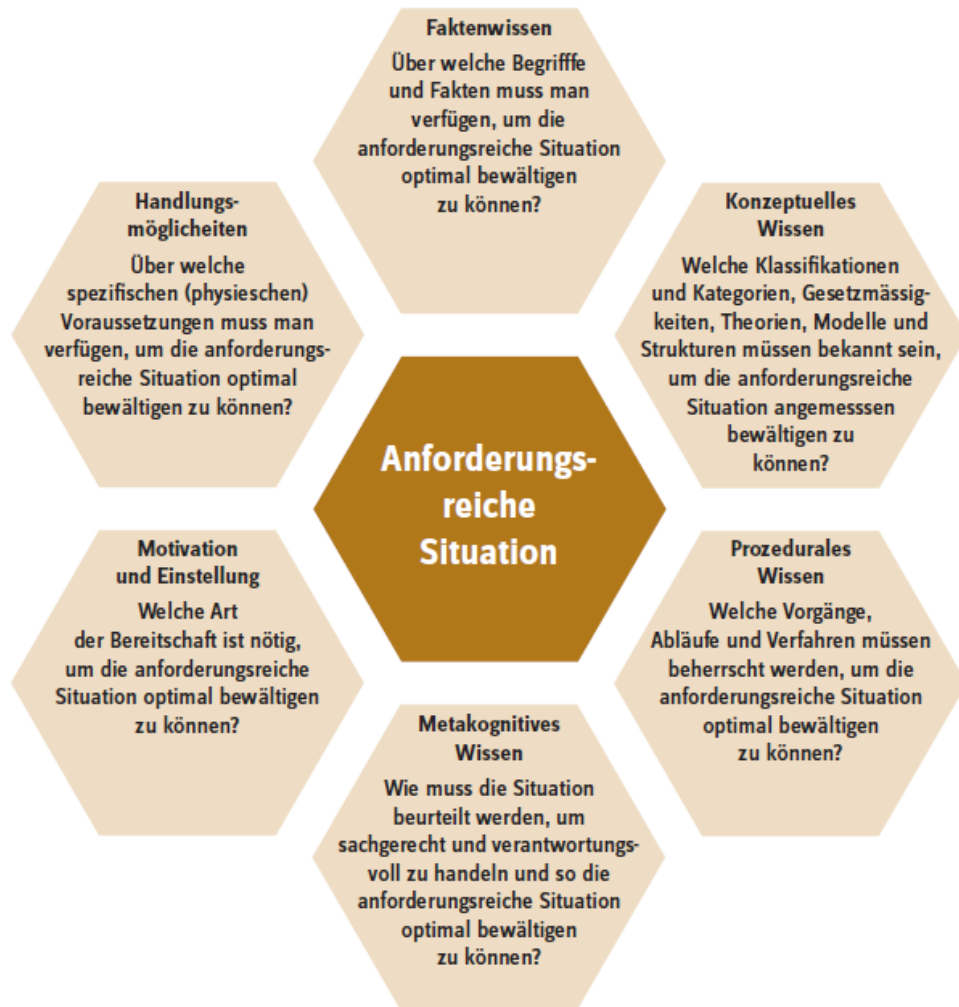 Faktenwissen
Über welche Begrifffe
und Fakten muss man
verfügen, um die
anforderungsreiche Situation
optimal bewältigen
zu können?
Handlungs-
möglicheiten
Über welche
spezifischen (physieschen)
Voraussetzungen muss man
verfügen, um die anforderungs-
reiche Situation optimal
bewältigen zu können?
Konzeptuelles
Wissen
Welche Klassifikationen
und Kategorien, Gesetzmässig-
keiten, Theorien, Modelle und
Strukturen müssen bekannt sein,
um die anforderungsreiche
Situation angemesssen
bewältigen zu
können?
Anforderungs-
reiche
Situation
Motivation
und Einstellung
Welche Art
der Bereitschaft ist nötig,
um die anforderungsreiche
Situation optimal bewältigen
zu können?
Prozedurales
Wissen
Welche Vorgänge,
Abläufe und Verfahren müssen
beherrscht werden, um die
anforderungsreiche Situation
optimal bewältigen
zu können?
Metakognitives
Wissen
Wie muss die Situation
beurteilt werden, um
sachgerecht und verantwortungs-
voll zu handeln und so die
anforderungsreiche Situation
optimal bewältigen
zu können?